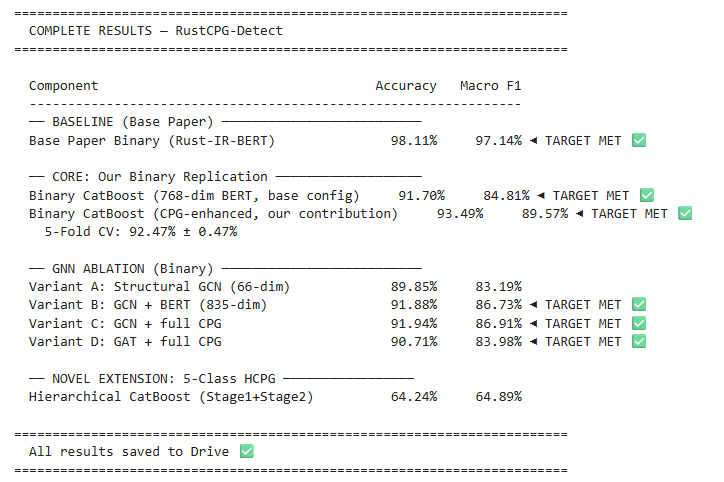 ======================================================================
COMPLETE RESULTS — RustCPG-Detect
======================================================================
Component Accuracy Macro F1
----------------------------------------------------------------
—— BASELINE (Base Paper) ——————————————————————————
Base Paper Binary (Rust-IR-BERT) 98.11% 97.14% ◄ TARGET MET ✅
—— CORE: Our Binary Replication ———————————————————
Binary CatBoost (768-dim BERT, base config) 91.70% 84.81% ◄ TARGET MET ✅
Binary CatBoost (CPG-enhanced, our contribution) 93.49% 89.57% ◄ TARGET MET ✅
5-Fold CV: 92.47% ± 0.47%
—— GNN ABLATION (Binary) ——————————————————————————
Variant A: Structural GCN (66-dim) 89.85% 83.19%
Variant B: GCN + BERT (835-dim) 91.88% 86.73% ◄ TARGET MET ✅
Variant C: GCN + full CPG 91.94% 86.91% ◄ TARGET MET ✅
Variant D: GAT + full CPG 90.71% 83.98% ◄ TARGET MET ✅
—— NOVEL EXTENSION: 5-Class HCPG —————————————————
Hierarchical CatBoost (Stage1+Stage2) 64.24% 64.89%
======================================================================
All results saved to Drive ✅
======================================================================